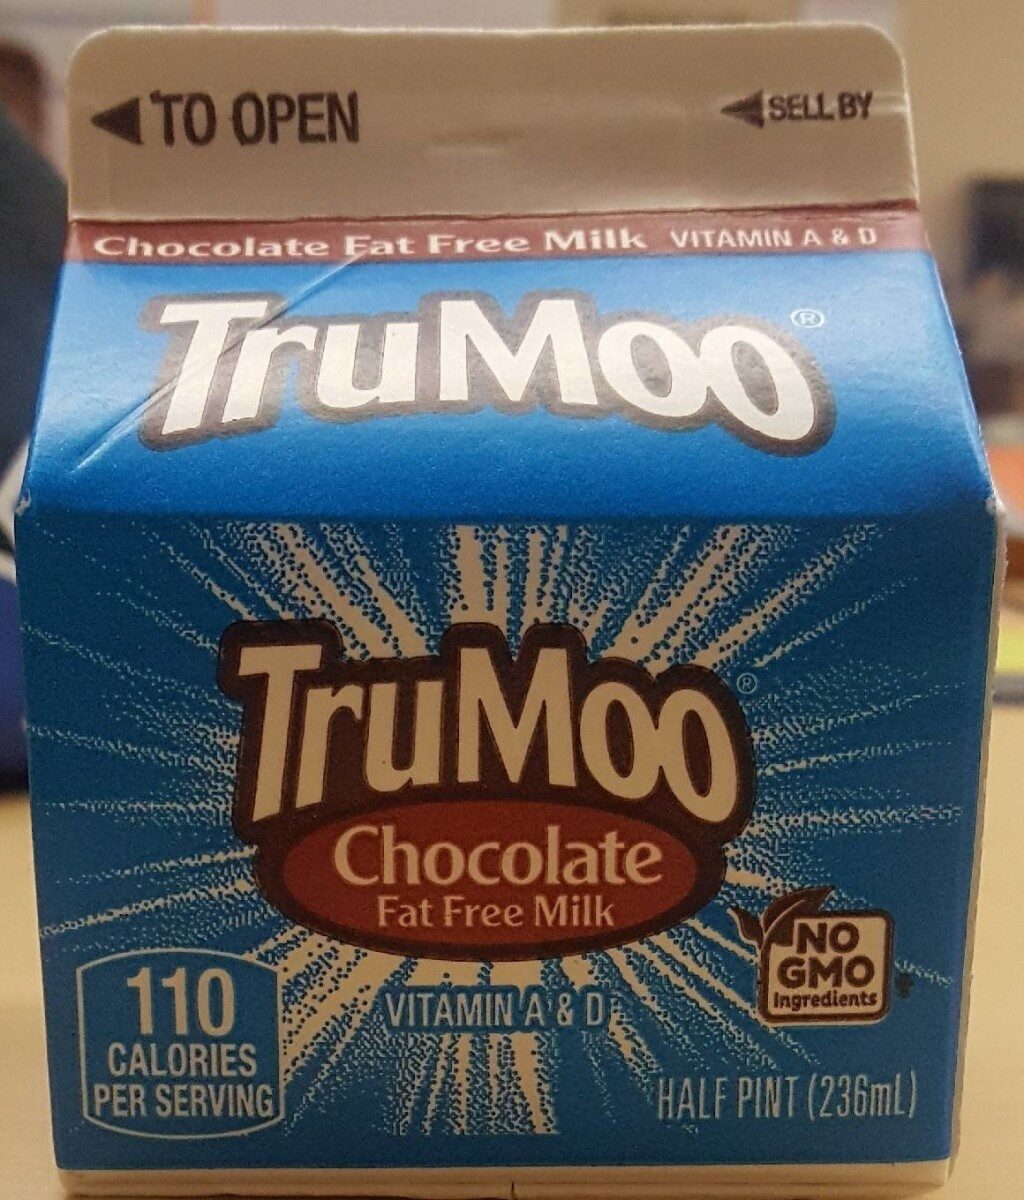 TO OPEN
SELL BY
Chocolate Fat Free Milk VITAMIN A & D
TruMoo®
TruMoo®
Chocolate
Fat Free Milk
NO
GMO
Ingredients
110
CALORIES
PER SERVING
VITAMIN A & D
HALF PINT (236mL)